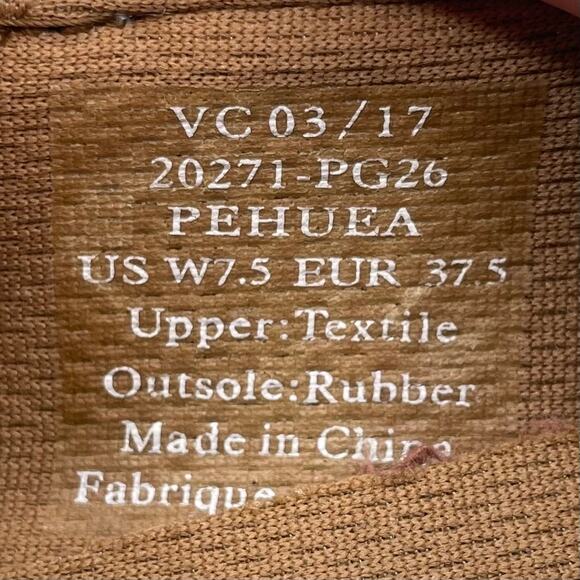 VC 03/17
20271-PG26
PEHUEA
US W7.5 EUR 37.5
Upper:Textile
Outsole:Rubber
Made in China
Fabrique